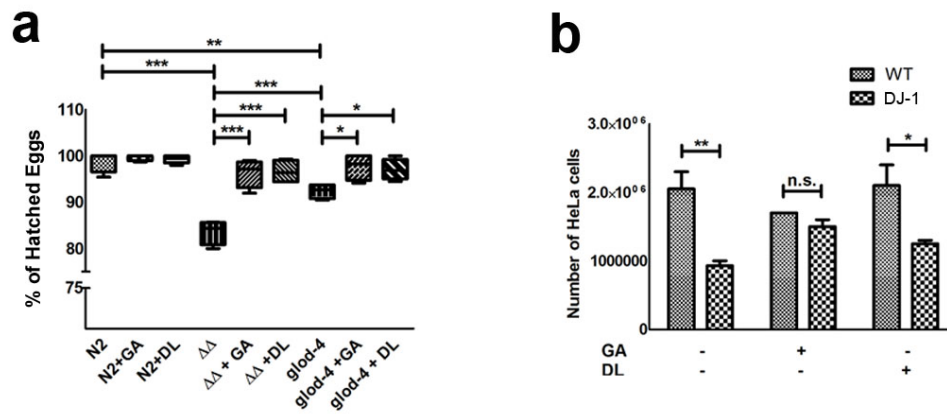 a
**
***
***
***
*
***
*
% of Hatched Eggs
110
100
90
80
75
N2
N2+GA
N2+DL
ΔΔ
ΔΔ + GA
ΔΔ +DL
glod-4
glod-4 +GA
glod-4 + DL
b
WT
DJ-1
Number of HeLa cells
3.0×10⁰⁶
2.0×10⁰⁶
1000000
0
**
n.s.
*
GA - + -
DL - - +